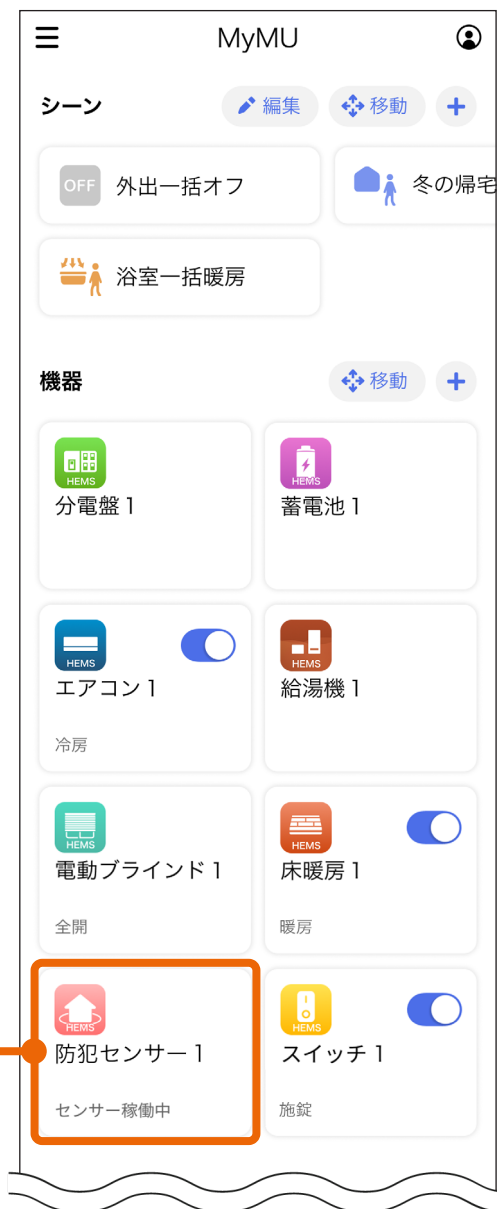 MyMU
シーン
編集
移動
OFF
外出一括オフ
冬の帰宅
浴室一括暖房
機器
移動
HEMS
分電盤 1
HEMS
蓄電池 1
HEMS
エアコン 1
冷房
HEMS
給湯機 1
HEMS
電動ブラインド 1
全開
HEMS
床暖房 1
暖房
HEMS
防犯センサー 1
センサー稼働中
HEMS
スイッチ 1
施錠